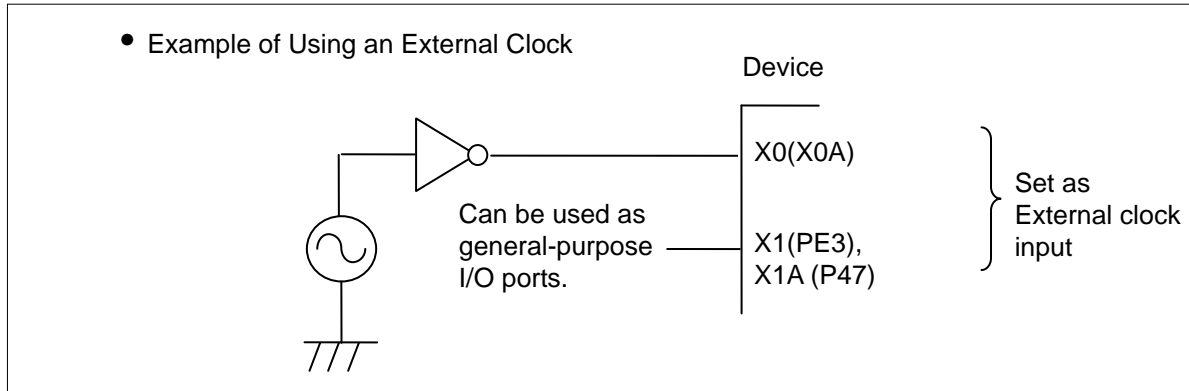 ● Example of Using an External Clock
Device
X0(X0A)
Can be used as
general-purpose
I/O ports.
X1(PE3),
X1A (P47)
Set as
External clock
input